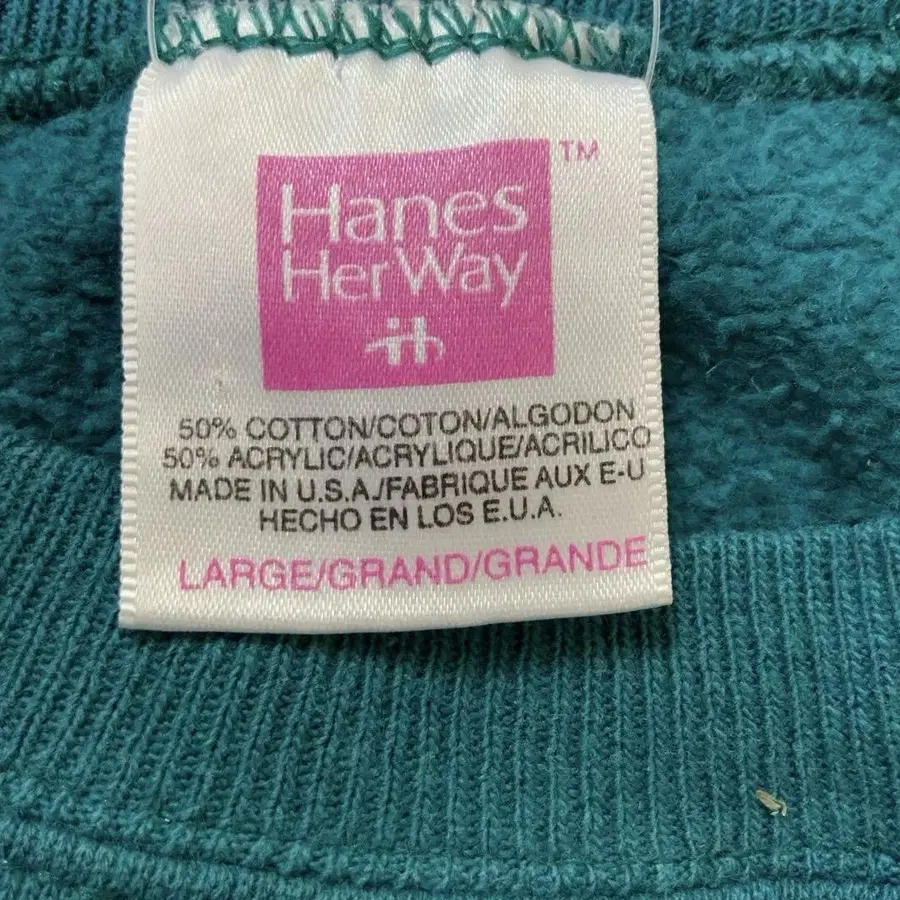 Hanes
Her Way
TM
50% COTTON/COTON/ALGODON
50% ACRYLIC/ACRYLIQUE/ACRILICO
MADE IN U.S.A./FABRIQUE AUX E-U
HECHO EN LOS E.U.A.
LARGE/GRAND/GRANDE